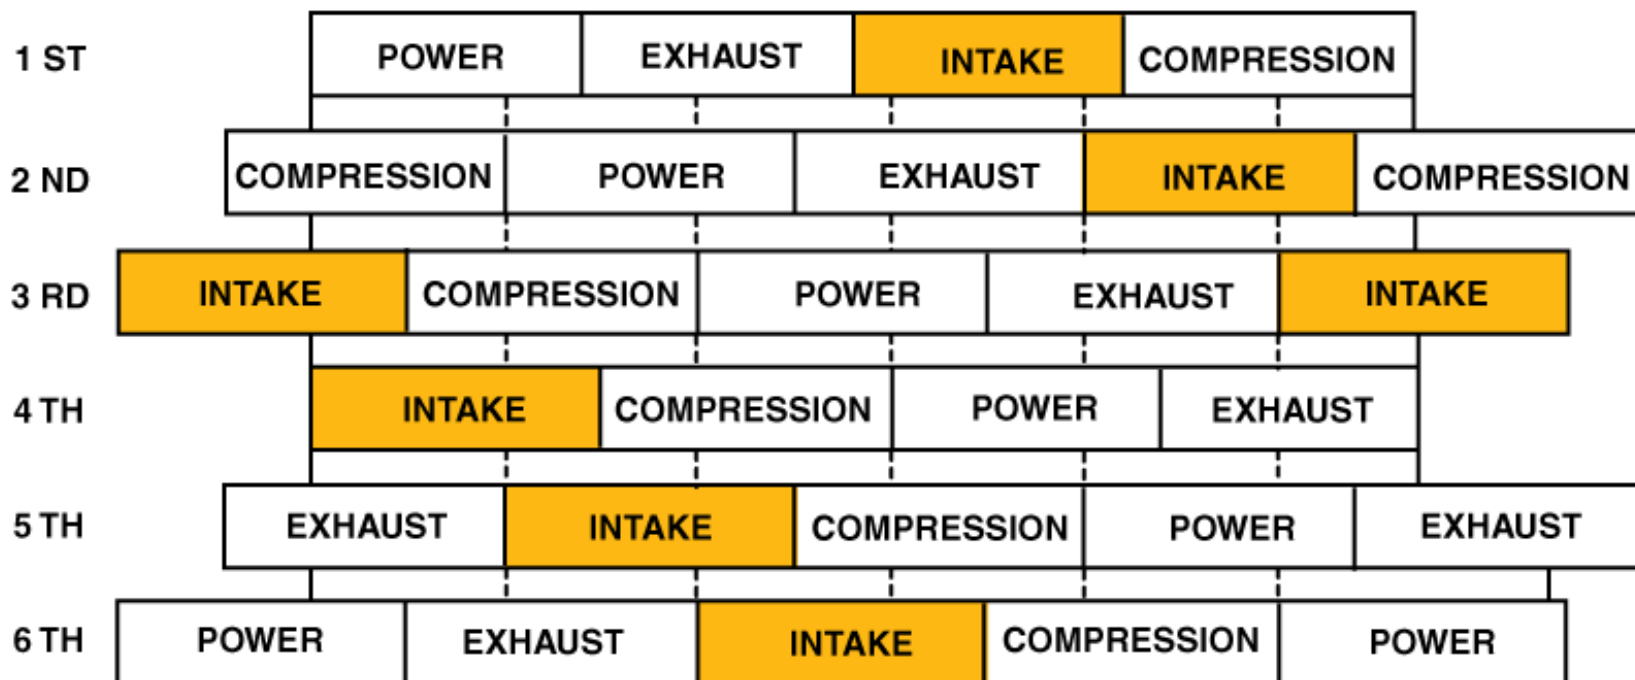 1 ST POWER EXHAUST INTAKE COMPRESSION
2 ND COMPRESSION POWER EXHAUST INTAKE COMPRESSION
3 RD INTAKE COMPRESSION POWER EXHAUST INTAKE
4 TH INTAKE COMPRESSION POWER EXHAUST
5 TH EXHAUST INTAKE COMPRESSION POWER EXHAUST
6 TH POWER EXHAUST INTAKE COMPRESSION POWER